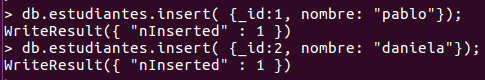 > db.estudiantes.insert( {_id:1, nombre: "pablo"});
WriteResult({ "nInserted" : 1 })
> db.estudiantes.insert( {_id:2, nombre: "daniela"});
WriteResult({ "nInserted" : 1 })